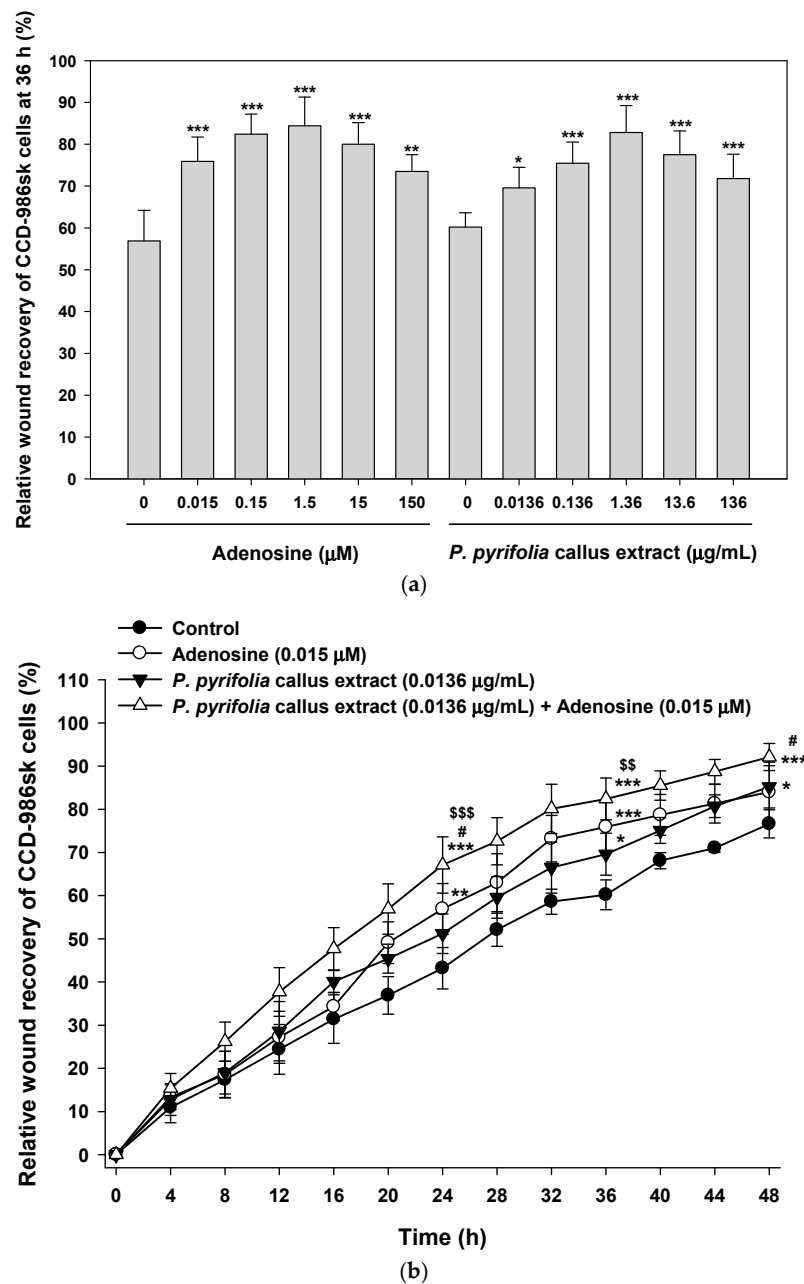 Relative wound recovery of CCD-986sk cells at 36 h (%)
100
90
80
70
60
50
40
30
20
10
0
*** *** *** *** ** * *** *** *** ***
0 0.015 0.15 1.5 15 150 0 0.0136 0.136 1.36 13.6 136
Adenosine (μM) P. pyrifolia callus extract (μg/mL)
(a)
Control
Adenosine (0.015 μM)
P. pyrifolia callus extract (0.0136 μg/mL)
P. pyrifolia callus extract (0.0136 μg/mL) + Adenosine (0.015 μM)
Relative wound recovery of CCD-986sk cells (%)
110
100
90
80
70
60
50
40
30
20
10
0
$$$
#
***
**
$$
***
***
*
#
***
*
0 4 8 12 16 20 24 28 32 36 40 44 48
Time (h)
(b)